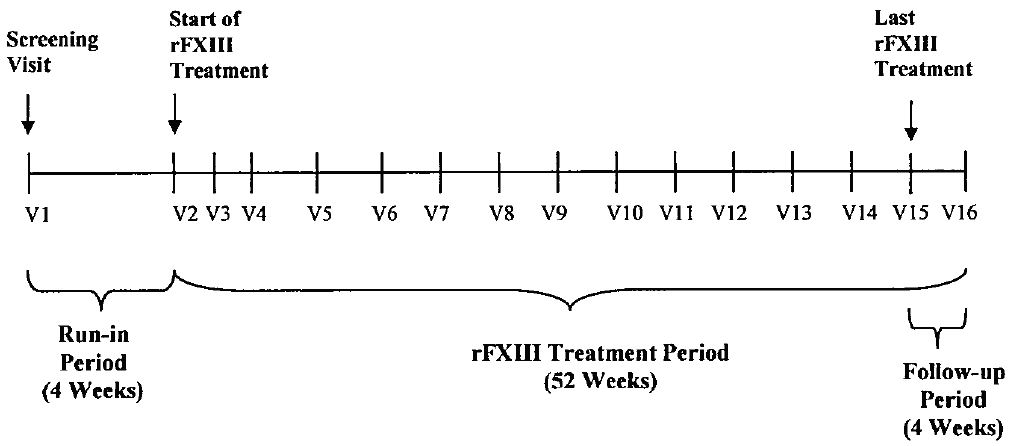 Screening
Visit
Start of
rFXIII
Treatment
Last
rFXIII
Treatment
V1
V2
V3
V4
V5
V6
V7
V8
V9
V10
V11
V12
V13
V14
V15
V16
Run-in
Period
(4 Weeks)
rFXIII Treatment Period
(52 Weeks)
Follow-up
Period
(4 Weeks)